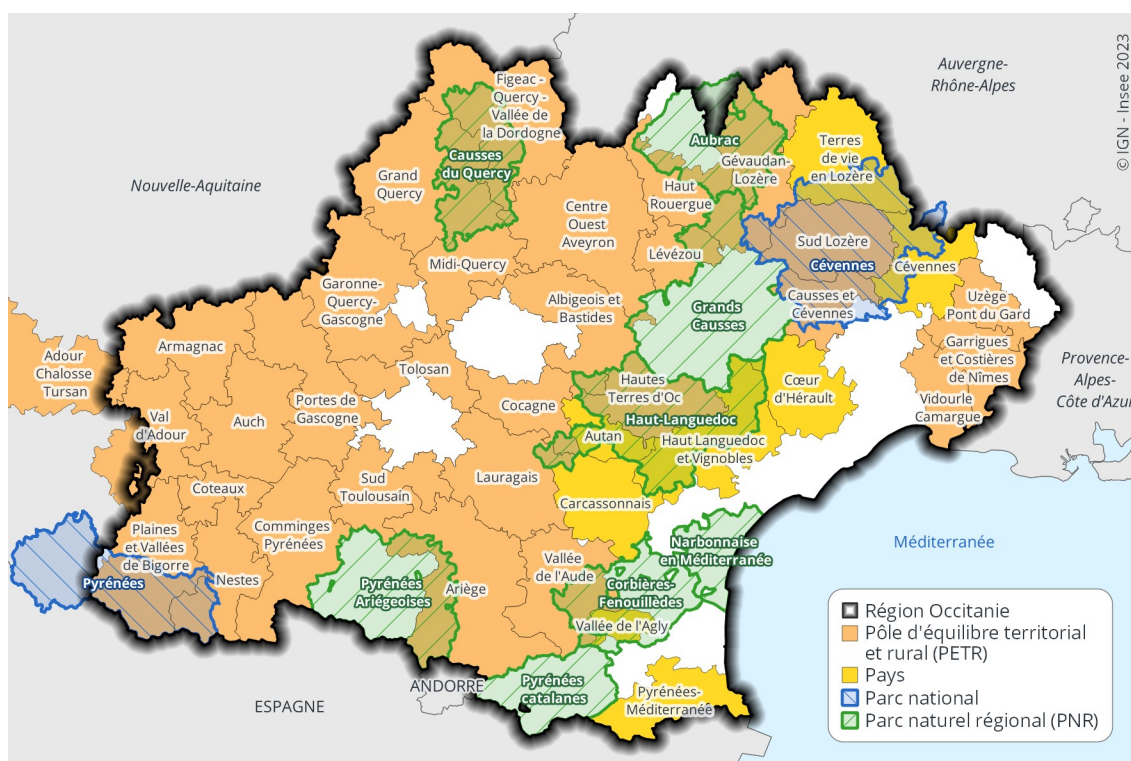 © IGN - Insee 2023
Auvergne-
Rhône-Alpes
Nouvelle-Aquitaine
Figeac -
Quercy -
Vallée de
la Dordogne
Causses
du Quercy
Grand
Quercy
Aubrac
Gévaudan-
Lozère
Terres
de vie
en Lozère
Haut
Rouergue
Centre
Ouest
Aveyron
Lévézou
Sud Lozère
Cévennes
Cévennes
Causses et
Cévennes
Midi-Quercy
Garonne-
Quercy-
Gascogne
Albigeois et
Bastides
Grands
Causses
Uzège
Pont du Gard
Garrigues
et Costières
de Nîmes
Vidourle
Camargue
Provence-
Alpes-
Côte d'Azur
Adour
Chalosse
Tursan
Armagnac
Tolosan
Val
d'Adour
Auch
Portes de
Gascogne
Cocagne
Hautes
Terres d'Oc
Haut-Languedoc
Cœur
d'Hérault
Autan
Haut Languedoc
et Vignobles
Coteaux
Sud
Toulousain
Lauragais
Carcassonnais
Plaines
et Vallées
de Bigorre
Comminges
Pyrénées
Pyrénées
Nestes
Pyrénées
Ariégeoises
Ariège
Vallée
de l'Aude
Narbonnaise
en Méditerranée
Corbières-
Fenouillèdes
Vallée de l'Agly
Méditerranée
Pyrénées
catalanes
Pyrénées-
Méditerranée
ANDORRE
ESPAGNE
Région Occitanie
Pôle d'équilibre territorial
et rural (PETR)
Pays
Parc national
Parc naturel régional (PNR)